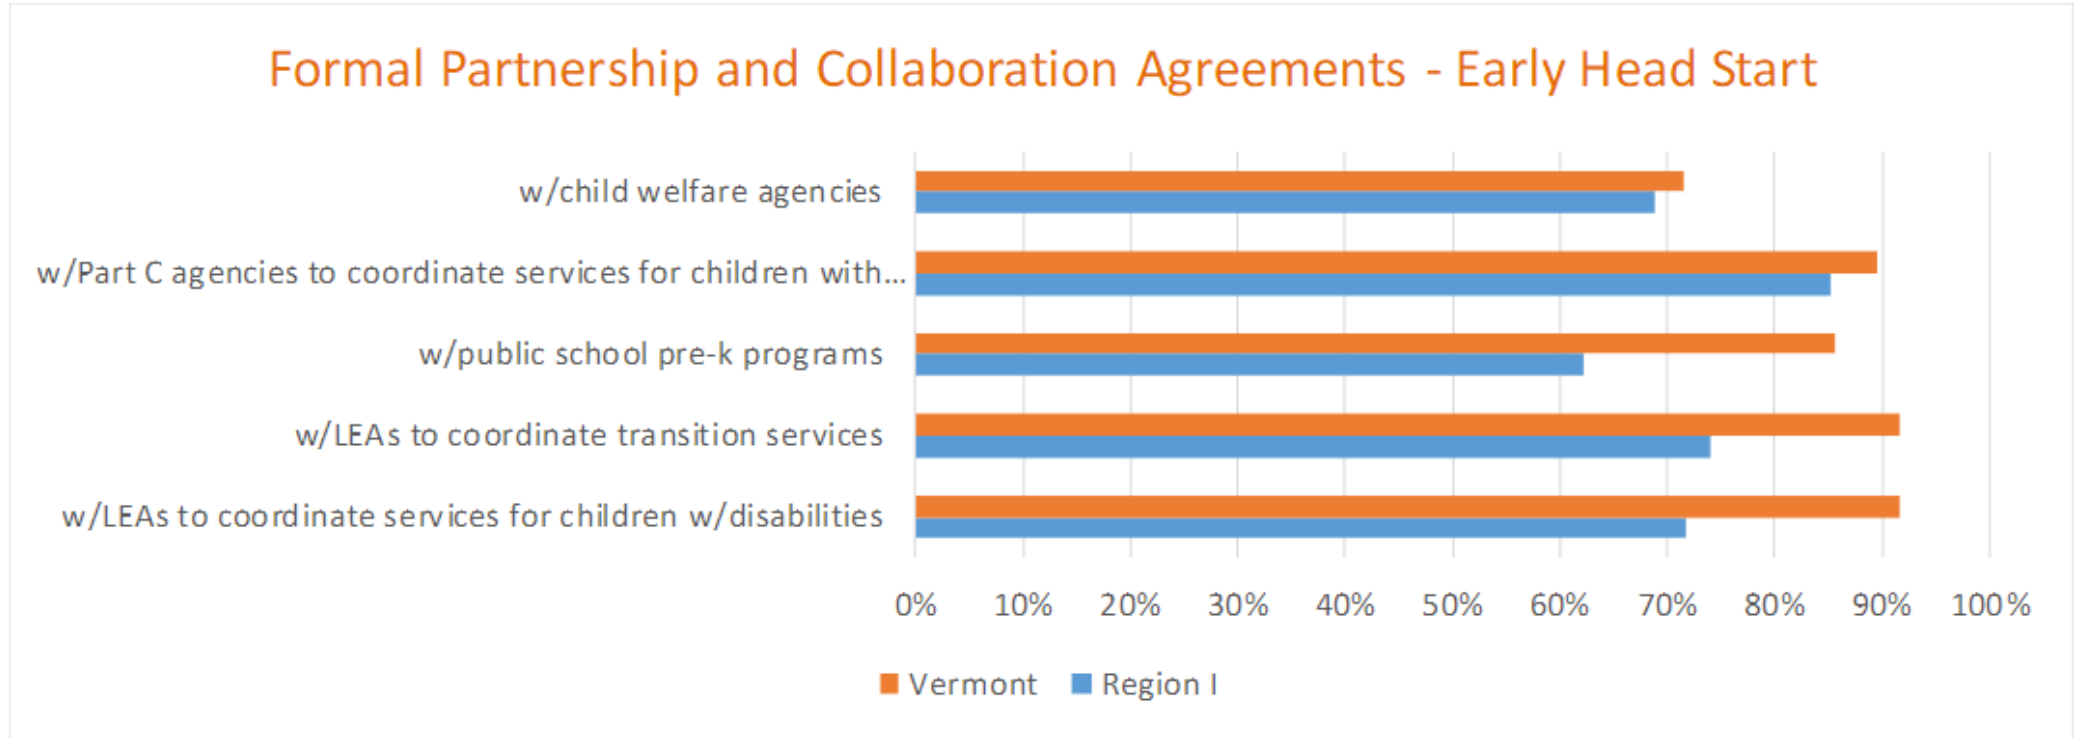 Formal Partnership and Collaboration Agreements - Early Head Start
w/child welfare agencies
w/Part C agencies to coordinate services for children with...
w/public school pre-k programs
w/LEAs to coordinate transition services
w/LEAs to coordinate services for children w/disabilities
0% 10% 20% 30% 40% 50% 60% 70% 80% 90% 100%
Vermont Region I